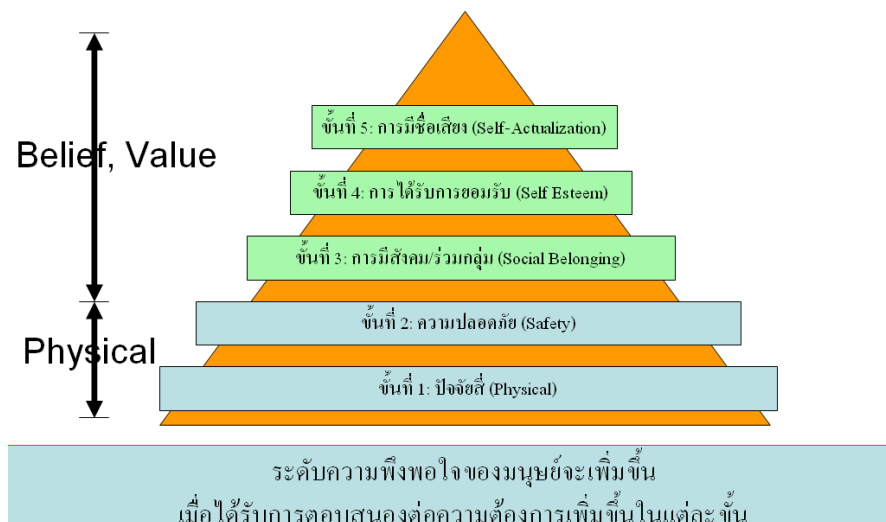 ขั้นที่ 5: การมีชื่อเสียง (Self-Actualization)
Belief, Value
ขั้นที่ 4: การได้รับการยอมรับ (Self Esteem)
ขั้นที่ 3: การมีสังคม/ร่วมกลุ่ม (Social Belonging)
ขั้นที่ 2: ความปลอดภัย (Safety)
Physical
ขั้นที่ 1: ปัจจัยสี่ (Physical)
ระดับความพึงพอใจของมนุษย์จะเพิ่มขึ้น
เมื่อได้รับการตอบสนองต่อความต้องการเพิ่มขึ้นในแต่ละขั้น